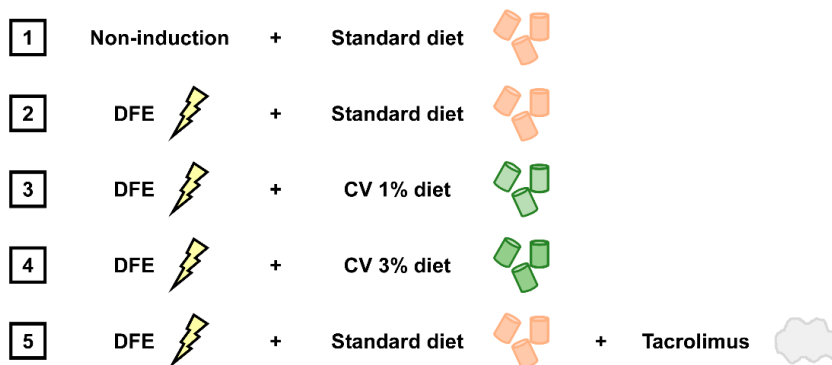 1 Non-induction + Standard diet
2 DFE + Standard diet
3 DFE + CV 1% diet
4 DFE + CV 3% diet
5 DFE + Standard diet + Tacrolimus